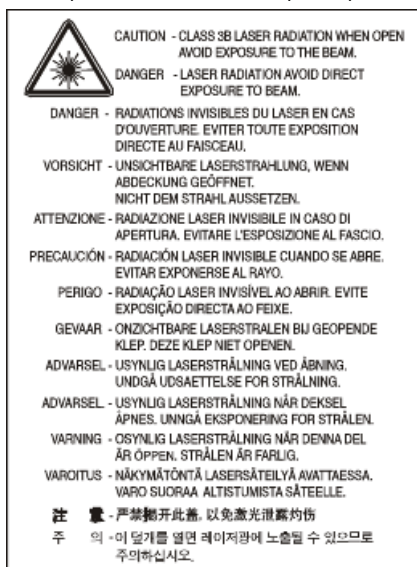 CAUTION - CLASS 3B LASER RADIATION WHEN OPEN
AVOID EXPOSURE TO THE BEAM.
DANGER - LASER RADIATION AVOID DIRECT
EXPOSURE TO BEAM.
DANGER - RADIATIONS INVISIBLES DU LASER EN CAS
D'OUVERTURE. EVITER TOUTE EXPOSITION
DIRECTE AU FAISCEAU.
VORSICHT - UNSICHTBARE LASERSTRAHLUNG, WENN
ABDECKUNG GEÖFFNET.
NICHT DEM STRAHL AUSSETZEN.
ATTENZIONE - RADIAZIONE LASER INVISIBILE IN CASO DI
APERTURA. EVITARE L'ESPOSIZIONE AL FASCIO.
PRECAUCIÓN - RADIACIÓN LASER INVISIBLE CUANDO SE ABRE.
EVITAR EXPONERSE AL RAYO.
PERIGO - RADIAÇÃO LASER INVISÍVEL AO ABRIR. EVITE
EXPOSIÇÃO DIRECTA AO FEIXE.
GEVAAR - ONZICHTBARE LASERSTRALEN BIJ GEOPENDE
KLEP. DEZE KLEP NIET OPENEN.
ADVARSEL - USYNLIG LASERSTRÅLNING VED ÅBNING.
UNDGÅ UDSAETTELSE FOR STRÅLNING.
ADVARSEL - USYNLIG LASERSTRÅLNING NÅR DEKSEL
ÅPNES. UNNGÅ EKSPONERING FOR STRÅLEN.
VARNING - OSYNLIG LASERSTRÅLNING NÅR DENNA DEL
ÄR ÖPPEN. STRÅLEN ÄR FARLIG.
VAROITUS - NÄKYMÄTÖNTÄ LASERSÄTEILYÄ AVATTAESSA.
VARO SUORAA ALTISTUMISTA SÄTEELLE.
注 意 - 严禁揭开此盖, 以免激光泄露灼伤
주 의 - 이 덮개를 열면 레이저광에 노출될 수 있으므로
주의하십시오.